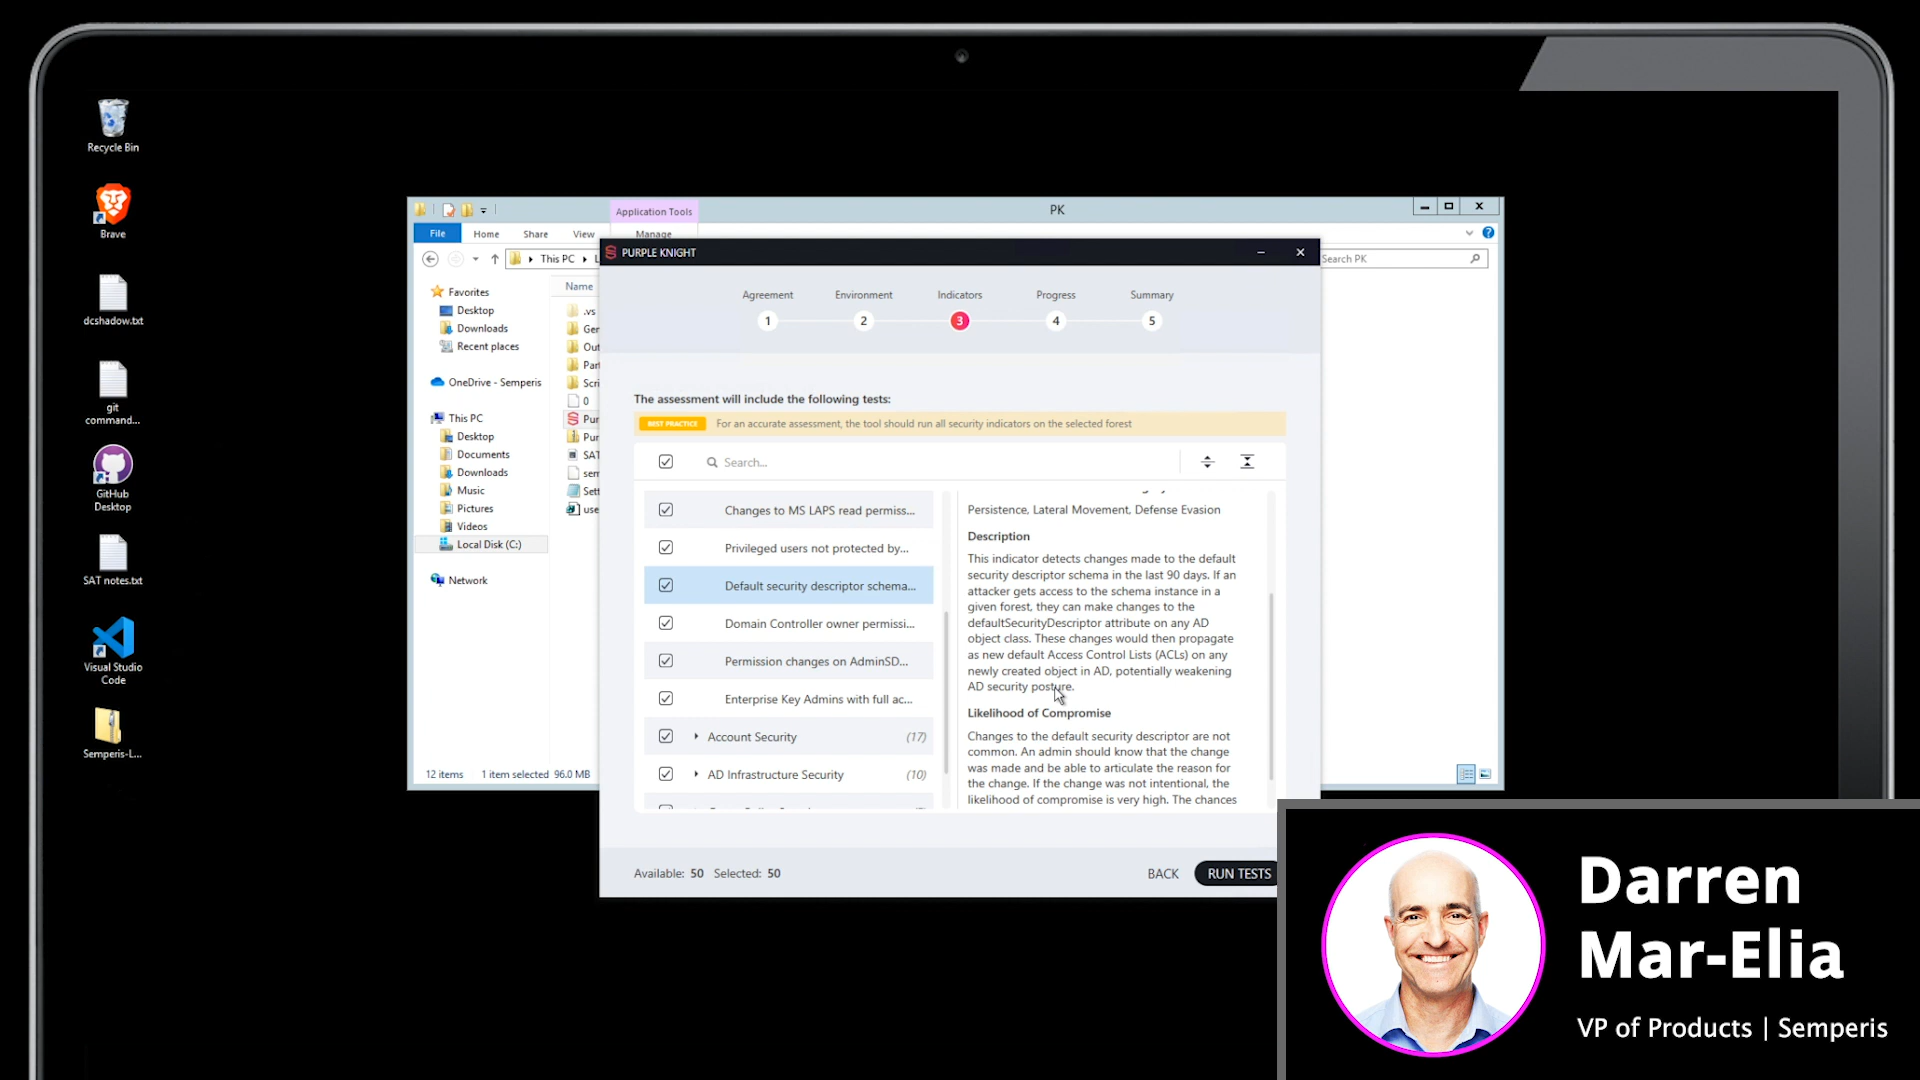 Recycle Bin
Brave
dcshadow.txt
git
command...
GitHub
Desktop
SAT notes.txt
Visual Studio
Code
Semperis-L...
Application Tools
PK
File
Home
Share
View
Manage
This PC
Search PK
Favorites
Desktop
Downloads
Recent places
OneDrive - Semperis
This PC
Desktop
Documents
Downloads
Music
Pictures
Videos
Local Disk (C:)
Network
Name
.vs
Ger
Out
Part
Scri
0
Pur
Pur
SAT
sem
Sett
use
12 items
1 item selected
96.0 MB
PURPLE KNIGHT
Agreement
Environment
Indicators
Progress
Summary
1
2
3
4
5
The assessment will include the following tests:
BEST PRACTICE
For an accurate assessment, the tool should run all security indicators on the selected forest
Search...
Changes to MS LAPS read permiss...
Privileged users not protected by...
Default security descriptor schema...
Domain Controller owner permissi...
Permission changes on AdminSD...
Enterprise Key Admins with full ac...
Account Security (17)
AD Infrastructure Security (10)
Persistence, Lateral Movement, Defense Evasion
Description
This indicator detects changes made to the default
security descriptor schema in the last 90 days. If an
attacker gets access to the schema instance in a
given forest, they can make changes to the
defaultSecurityDescriptor attribute on any AD
object class. These changes would then propagate
as new default Access Control Lists (ACLs) on any
newly created object in AD, potentially weakening
AD security posture.
Likelihood of Compromise
Changes to the default security descriptor are not
common. An admin should know that the change
was made and be able to articulate the reason for
the change. If the change was not intentional, the
likelihood of compromise is very high. The chances
Available: 50 Selected: 50
BACK
RUN TESTS
Darren
Mar-Elia
VP of Products | Semperis